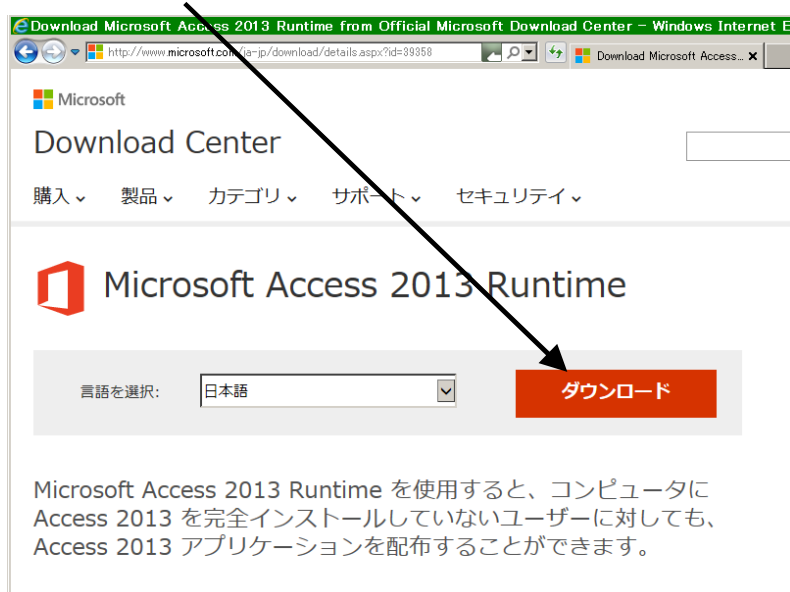 Download Microsoft Access 2013 Runtime from Official Microsoft Download Center - Windows Internet E
http://www.microsoft.com/ja-jp/download/details.aspx?id=39358
Download Microsoft Access...
Microsoft
Download Center
購入 製品 カテゴリ サポート セキュリティ
Microsoft Access 2013 Runtime
言語を選択: 日本語 ダウンロード
Microsoft Access 2013 Runtime を使用すると、コンピュータに
Access 2013 を完全インストールしていないユーザーに対しても、
Access 2013 アプリケーションを配布することができます。